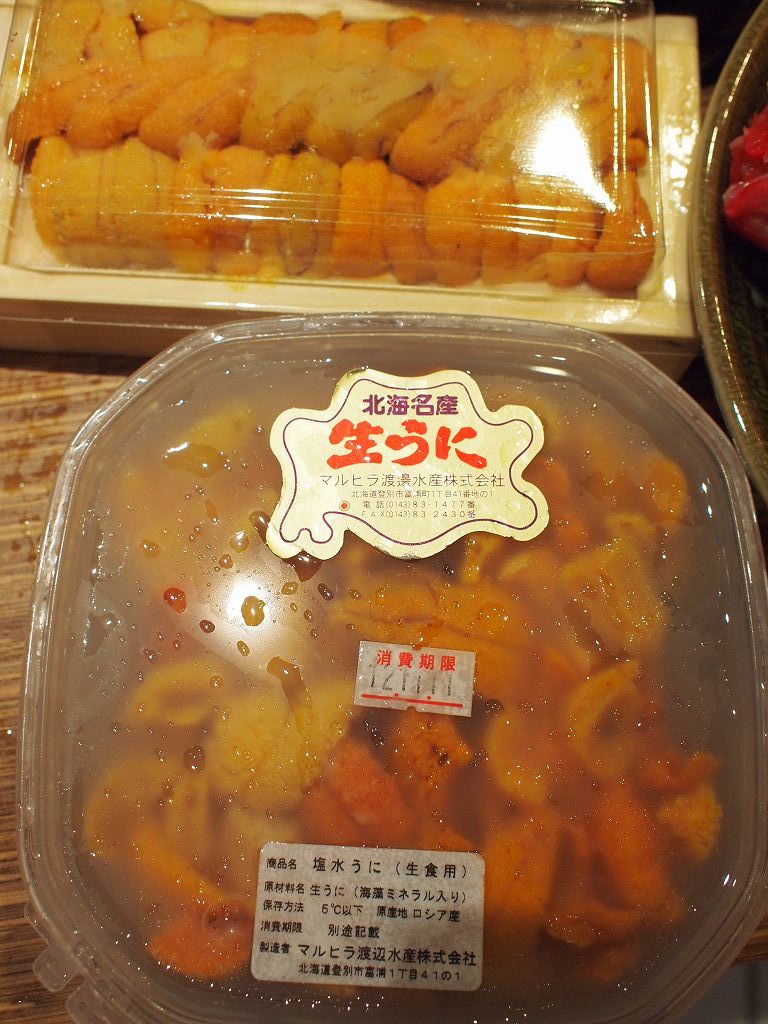 北海名産
生うに
マルヒラ渡邊水産株式会社
北海道登別市富浦町1丁目41番地の1
電話(0143)83-1477番
FAX(0143)83-2430番
消費期限
12.11.11
商品名 塩水うに(生食用)
原材料名 生うに(海藻ミネラル入り)
保存方法 5℃以下 原産地 ロシア産
消費期限 別途記載
製造者 マルヒラ渡辺水産株式会社
北海道登別市富浦1丁目41の1